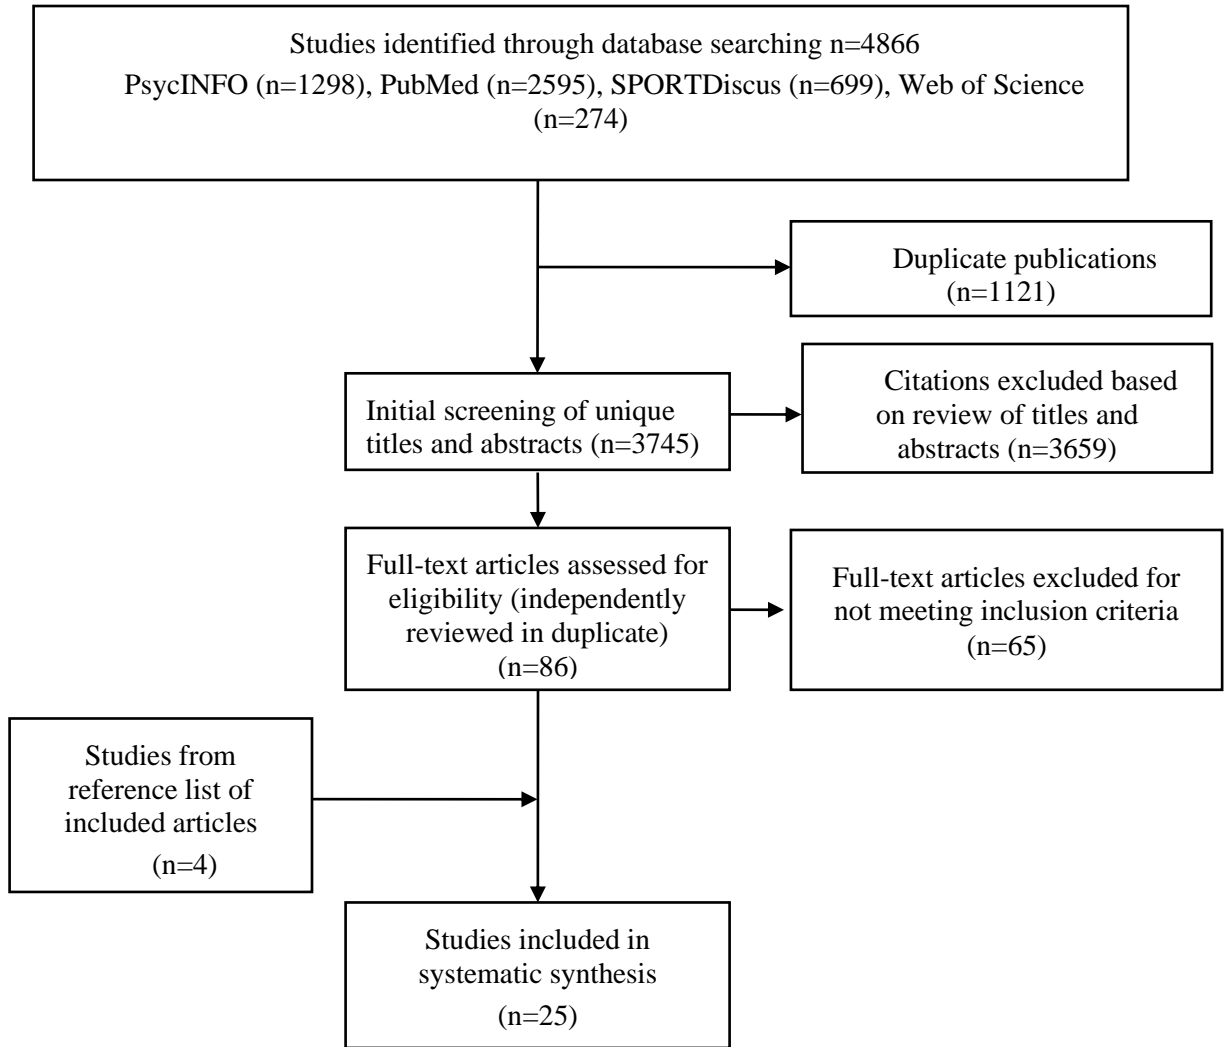 Studies identified through database searching n=4866
PsycINFO (n=1298), PubMed (n=2595), SPORTDiscus (n=699), Web of Science
(n=274)
Duplicate publications
(n=1121)
Initial screening of unique
titles and abstracts (n=3745)
Citations excluded based
on review of titles and
abstracts (n=3659)
Full-text articles assessed for
eligibility (independently
reviewed in duplicate)
(n=86)
Full-text articles excluded for
not meeting inclusion criteria
(n=65)
Studies from
reference list of
included articles
(n=4)
Studies included in
systematic synthesis
(n=25)